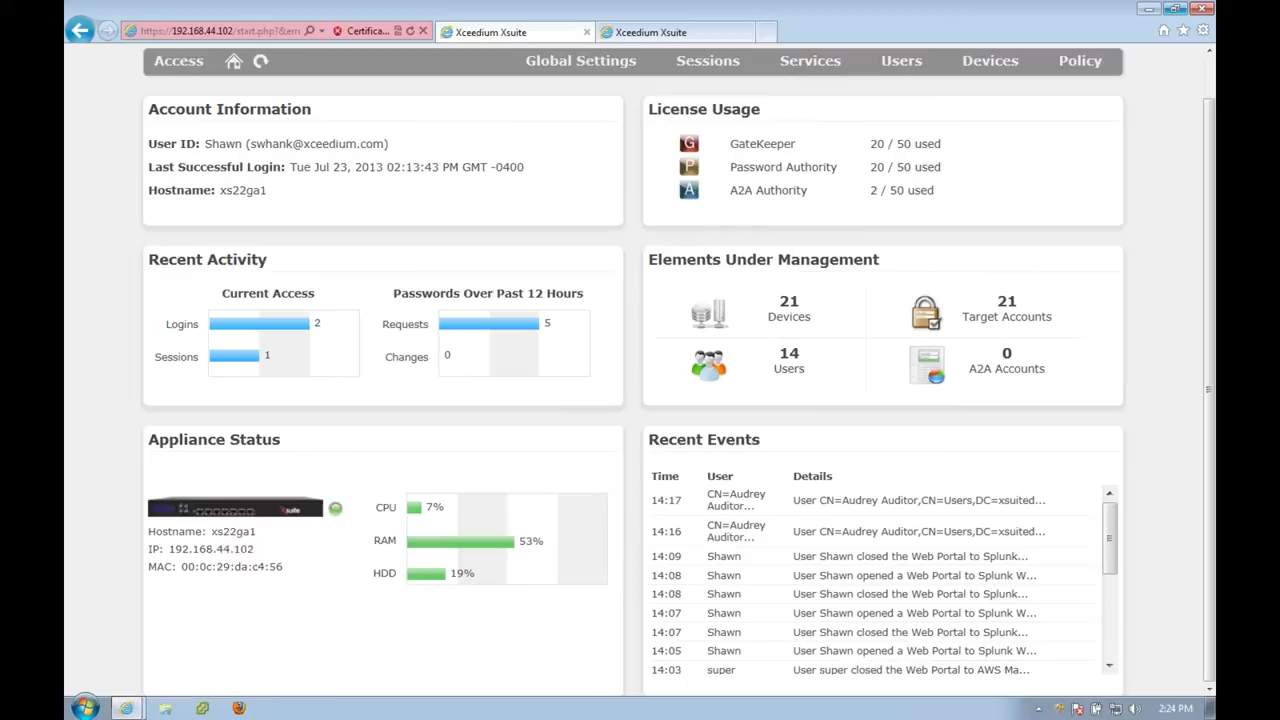 https://192.168.44.102/start.php?&err
Certifica...
Xceedium Xsuite
Xceedium Xsuite
Access
Global Settings
Sessions
Services
Users
Devices
Policy
Account Information
User ID: Shawn (swhank@xceedium.com)
Last Successful Login: Tue Jul 23, 2013 02:13:43 PM GMT -0400
Hostname: xs22ga1
License Usage
G GateKeeper 20 / 50 used
P Password Authority 20 / 50 used
A A2A Authority 2 / 50 used
Recent Activity
Current Access
Logins 2
Sessions 1
Passwords Over Past 12 Hours
Requests 5
Changes 0
Elements Under Management
21
Devices
21
Target Accounts
14
Users
0
A2A Accounts
Appliance Status
Xsuite
Hostname: xs22ga1
IP: 192.168.44.102
MAC: 00:0c:29:da:c4:56
CPU 7%
RAM 53%
HDD 19%
Recent Events
Time User Details
14:17 CN=Audrey Auditor... User CN=Audrey Auditor,CN=Users,DC=xsuited...
14:16 CN=Audrey Auditor... User CN=Audrey Auditor,CN=Users,DC=xsuited...
14:09 Shawn User Shawn closed the Web Portal to Splunk...
14:08 Shawn User Shawn opened a Web Portal to Splunk W...
14:08 Shawn User Shawn closed the Web Portal to Splunk...
14:07 Shawn User Shawn opened a Web Portal to Splunk W...
14:07 Shawn User Shawn closed the Web Portal to Splunk...
14:05 Shawn User Shawn opened a Web Portal to Splunk W...
14:03 super User super closed the Web Portal to AWS Ma...
2:24 PM